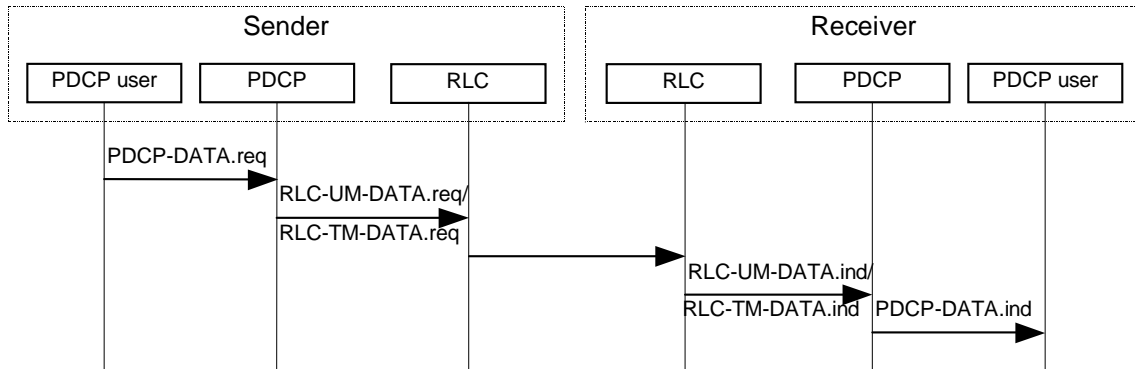 Sender
Receiver
PDCP user
PDCP
RLC
RLC
PDCP
PDCP user
PDCP-DATA.req
RLC-UM-DATA.req/
RLC-TM-DATA.req
RLC-UM-DATA.ind/
RLC-TM-DATA.ind
PDCP-DATA.ind